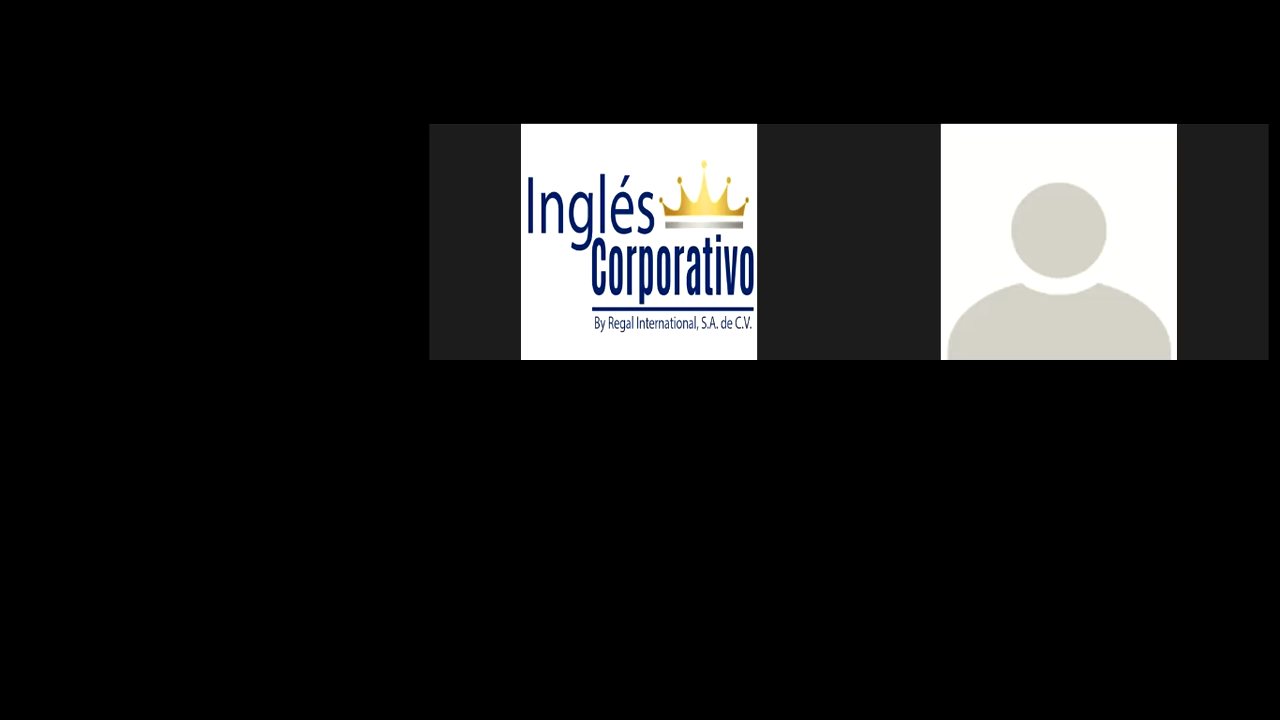 Inglés
Corporativo
By Regal International, S.A. de C.V.